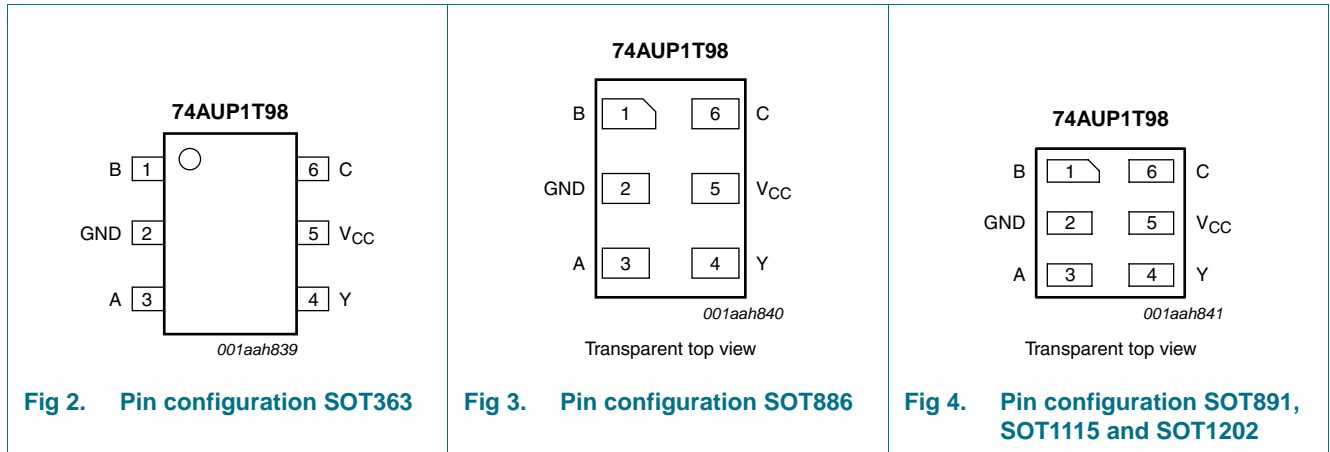 74AUP1T98
B 1 6 C
GND 2 5 VCC
A 3 4 Y
001aah839
Fig 2. Pin configuration SOT363
74AUP1T98
B 1 6 C
GND 2 5 VCC
A 3 4 Y
001aah840
Transparent top view
Fig 3. Pin configuration SOT886
74AUP1T98
B 1 6 C
GND 2 5 VCC
A 3 4 Y
001aah841
Transparent top view
Fig 4. Pin configuration SOT891,
SOT1115 and SOT1202